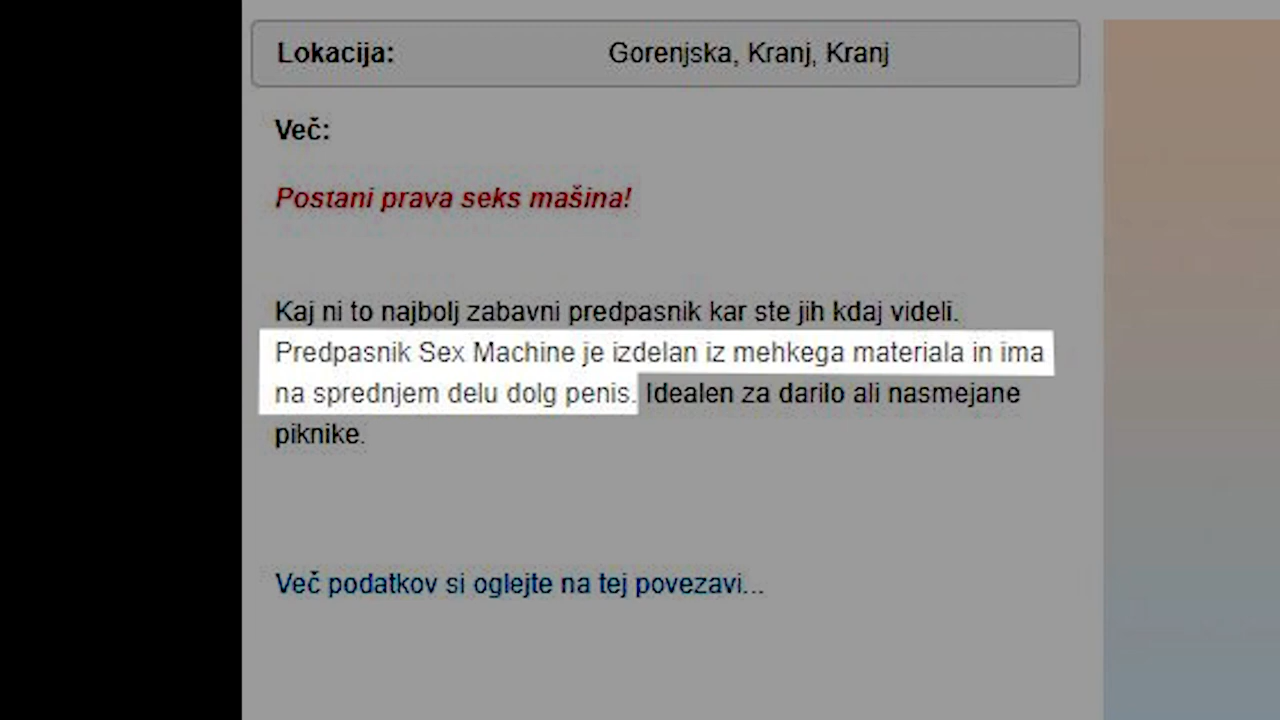 Lokacija: Gorenjska, Kranj, Kranj
Več:
Postani prava seks mašina!
Kaj ni to najbolj zabavni predpasnik kar ste jih kdaj videli.
Predpasnik Sex Machine je izdelan iz mehkega materiala in ima
na sprednjem delu dolg penis. Idealen za darilo ali nasmejane
piknike.
Več podatkov si oglejte na tej povezavi...